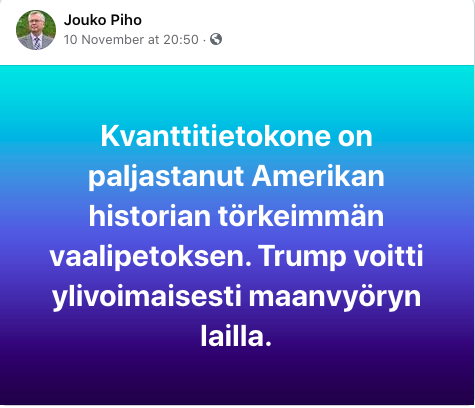 Jouko Piho
10 November at 20:50 ·
Kvanttitietokone on
paljastanut Amerikan
historian törkeimmän
vaalipetoksen. Trump voitti
ylivoimaisesti maanvyöryn
lailla.